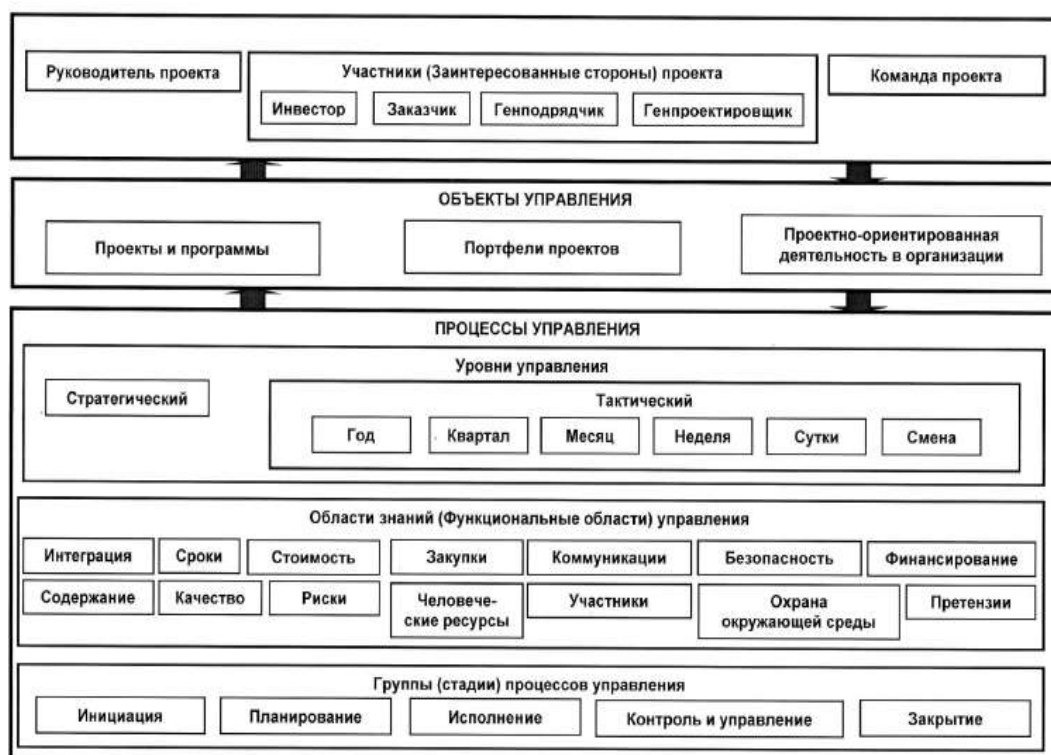 Руководитель проекта
Участники (Заинтересованные стороны) проекта
Команда проекта
Инвестор
Заказчик
Генподрядчик
Генпроектировщик
ОБЪЕКТЫ УПРАВЛЕНИЯ
Проекты и программы
Портфели проектов
Проектно-ориентированная
деятельность в организации
ПРОЦЕССЫ УПРАВЛЕНИЯ
Уровни управления
Стратегический
Тактический
Год
Квартал
Месяц
Неделя
Сутки
Смена
Области знаний (Функциональные области) управления
Интеграция
Сроки
Стоимость
Закупки
Коммуникации
Безопасность
Финансирование
Содержание
Качество
Риски
Человече-
ские ресурсы
Участники
Охрана
окружающей среды
Претензии
Группы (стадии) процессов управления
Инициация
Планирование
Исполнение
Контроль и управление
Закрытие